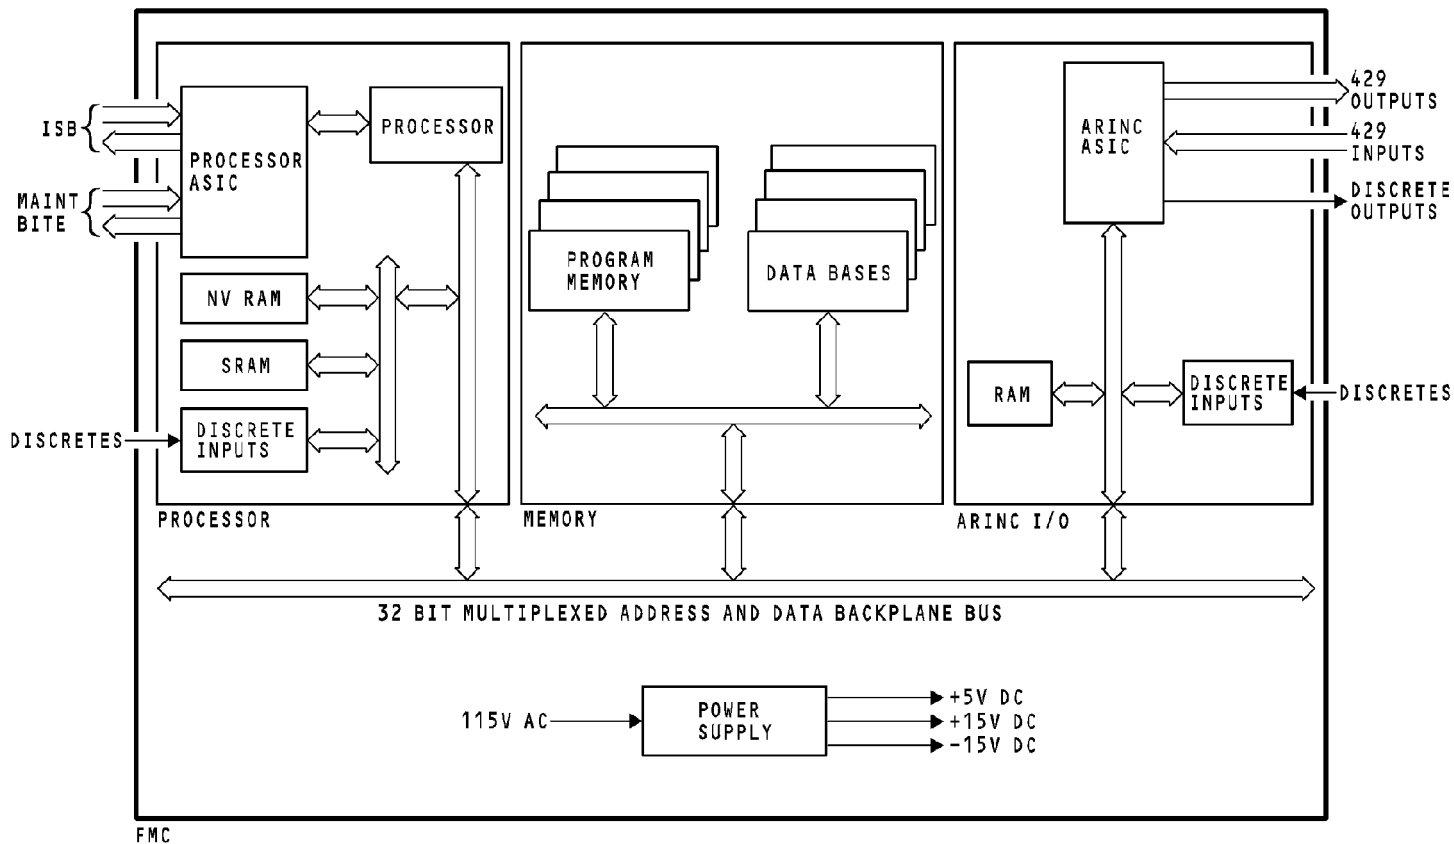 ISB
MAINT
BITE
PROCESSOR
ASIC
PROCESSOR
NV RAM
SRAM
DISCRETES
DISCRETE
INPUTS
PROCESSOR
PROGRAM
MEMORY
DATA BASES
MEMORY
ARINC
ASIC
429
OUTPUTS
429
INPUTS
DISCRETE
OUTPUTS
RAM
DISCRETE
INPUTS
DISCRETES
ARINC I/O
32 BIT MULTIPLEXED ADDRESS AND DATA BACKPLANE BUS
115V AC
POWER
SUPPLY
+5V DC
+15V DC
-15V DC
FMC